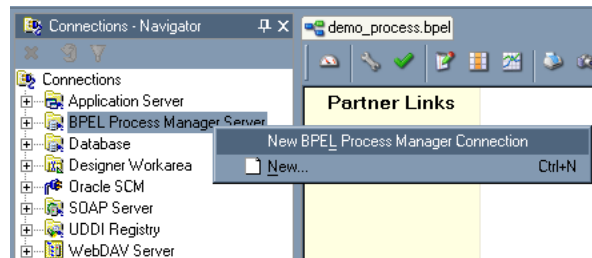 Connections - Navigator
demo_process.bpel
Connections
Application Server
Partner Links
BPEL Process Manager Server
New BPEL Process Manager Connection
Database
New... Ctrl+N
Designer Workarea
Oracle SCM
SOAP Server
UDDI Registry
WebDAV Server